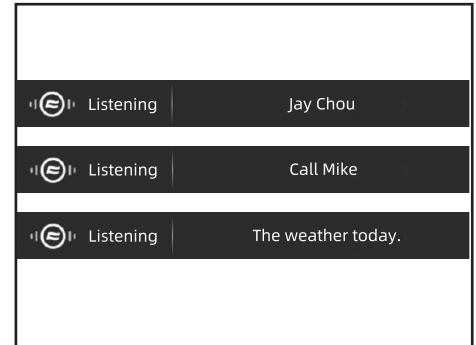 Listening Jay Chou
Listening Call Mike
Listening The weather today.